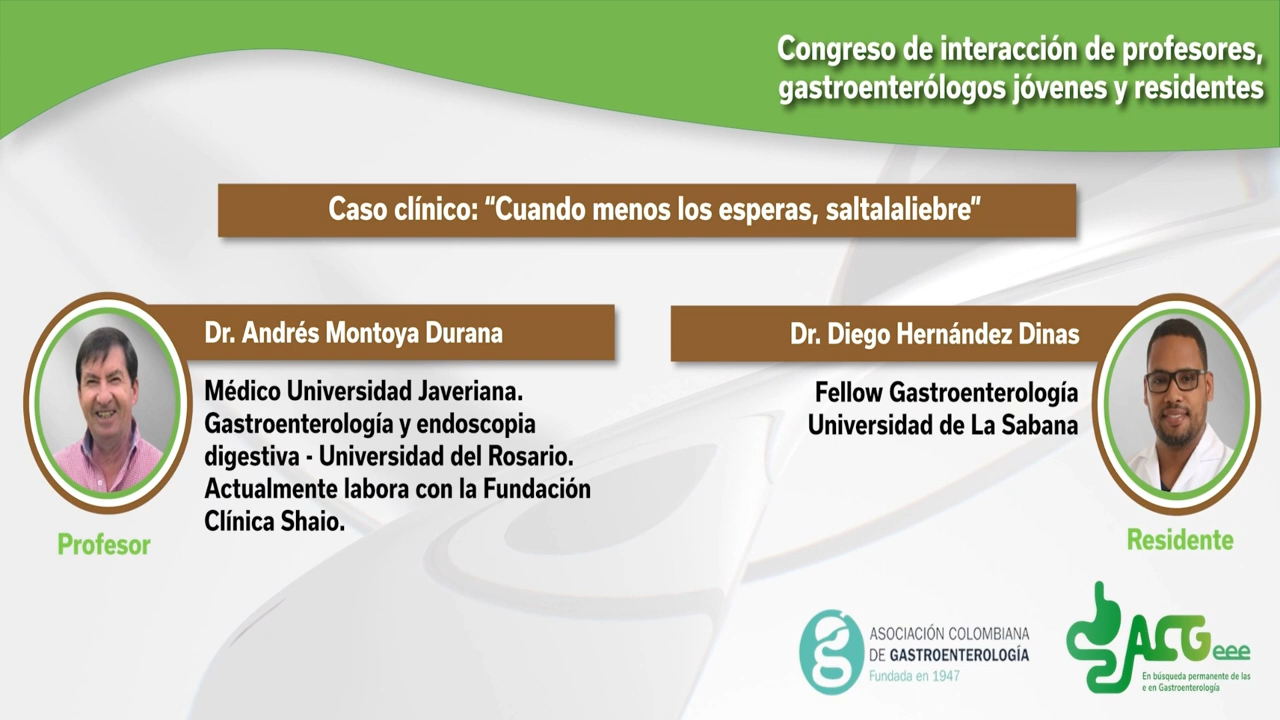 Congreso de interacción de profesores,
gastroenterólogos jóvenes y residentes
Caso clínico: “Cuando menos los esperas, saltalaliebre”
Dr. Andrés Montoya Durana
Médico Universidad Javeriana.
Gastroenterología y endoscopia
digestiva - Universidad del Rosario.
Actualmente labora con la Fundación
Clínica Shaio.
Profesor
Dr. Diego Hernández Dinas
Fellow Gastroenterología
Universidad de La Sabana
Residente
ASOCIACIÓN COLOMBIANA
DE GASTROENTEROLOGÍA
Fundada en 1947
ACG eee
En búsqueda permanente de las
e en Gastroenterología